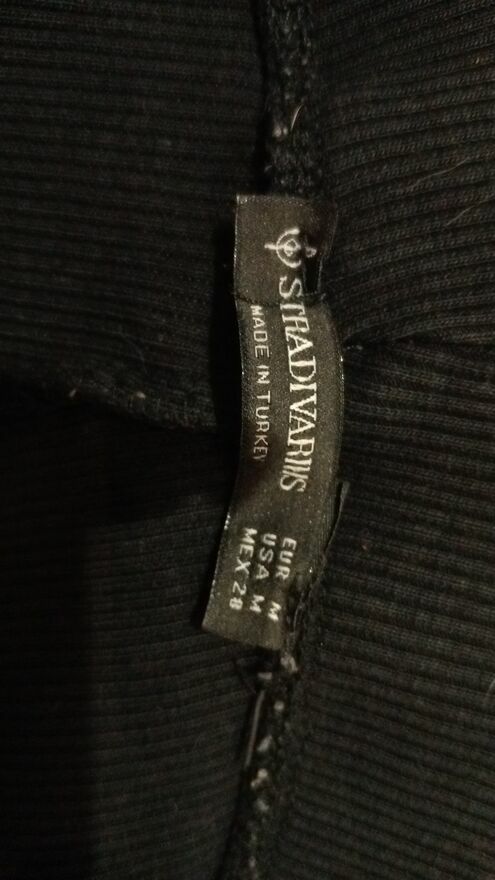 STRADIVARIUS
MADE IN TURKEY
EUR M
USA M
MEX 28